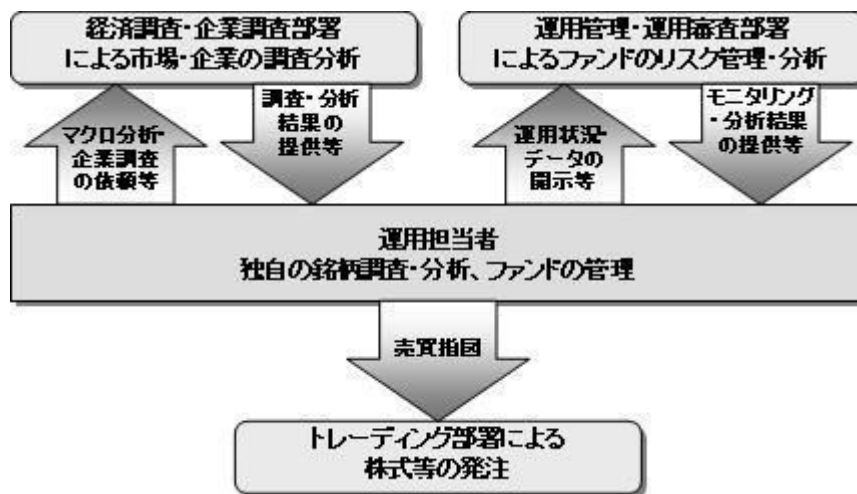 経済調査・企業調査部署
による市場・企業の調査分析
運用管理・運用審査部署
によるファンドのリスク管理・分析
マクロ分析・
企業調査
の依頼等
調査・分析
結果の
提供等
運用状況・
データの
開示等
モニタリング
・分析結果
の提供等
運用担当者
独自の銘柄調査・分析、ファンドの管理
売買指図
トレーディング部署による
株式等の発注